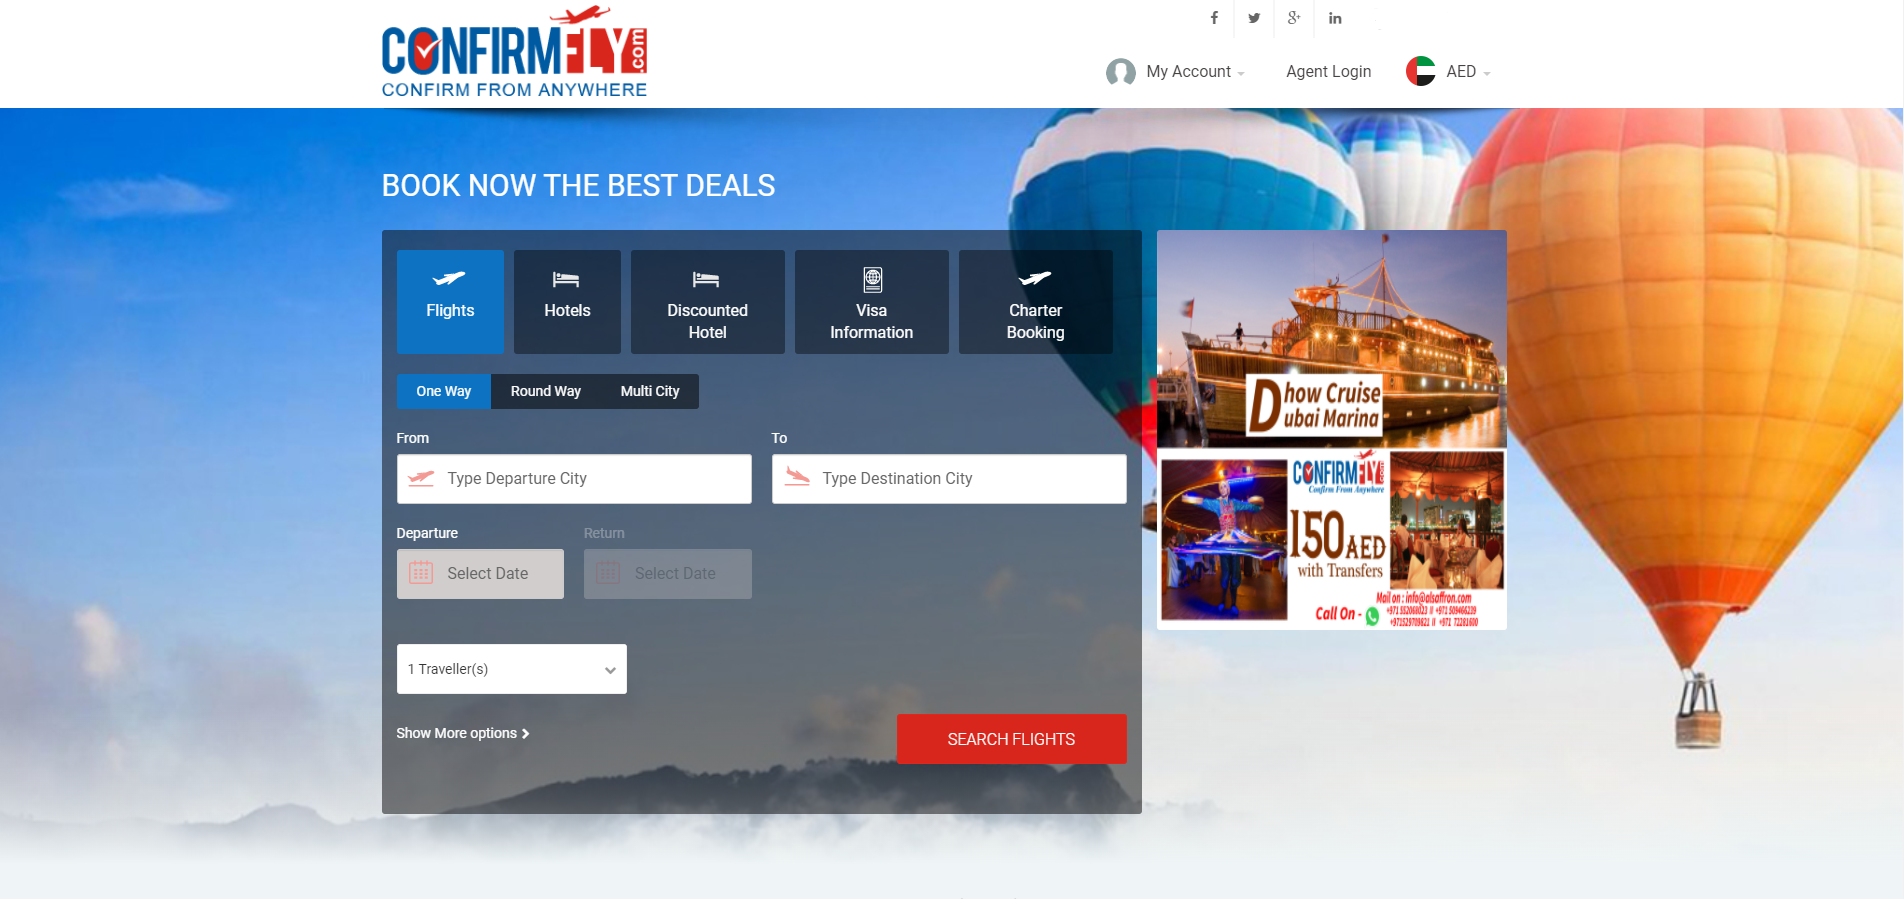 CONFIRMFLY.com
CONFIRM FROM ANYWHERE
My Account
Agent Login
AED
BOOK NOW THE BEST DEALS
Flights
Hotels
Discounted
Hotel
Visa
Information
Charter
Booking
One Way
Round Way
Multi City
From
To
Type Departure City
Type Destination City
Departure
Return
Select Date
Select Date
1 Traveller(s)
Show More options
SEARCH FLIGHTS
Dhow Cruise
Dubai Marina
CONFIRMFLY.com
Confirm From Anywhere
150 AED
with Transfers
Mail on : info@alsaffron.com
Call On -